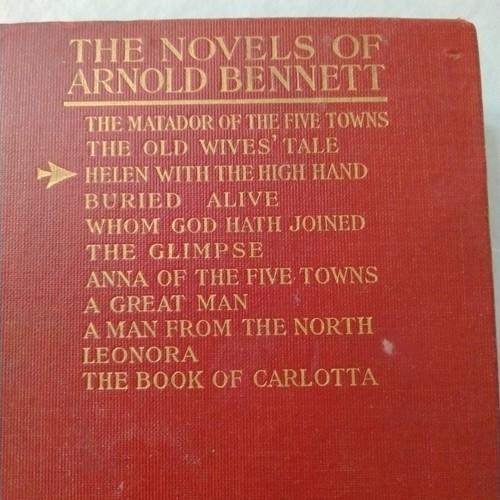 THE NOVELS OF
ARNOLD BENNETT
THE MATADOR OF THE FIVE TOWNS
THE OLD WIVES' TALE
HELEN WITH THE HIGH HAND
BURIED ALIVE
WHOM GOD HATH JOINED
THE GLIMPSE
ANNA OF THE FIVE TOWNS
A GREAT MAN
A MAN FROM THE NORTH
LEONORA
THE BOOK OF CARLOTTA